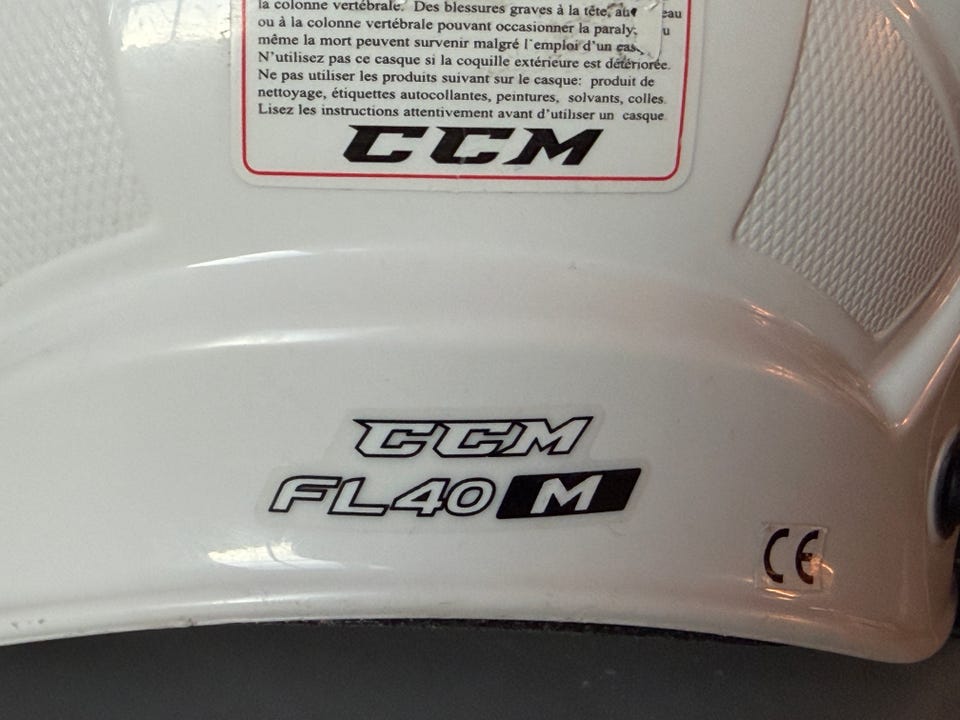 la colonne vertébrale. Des blessures graves à la tête, au
ou à la colonne vertébrale pouvant occasionner la
même la mort peuvent survenir malgré l'emploi d'un
N'utilisez pas ce casque si la coquille extérieure est détériorée.
Ne pas utiliser les produits suivant sur le casque: produit de
nettoyage, étiquettes autocollantes, peintures, solvants, colles.
Lisez les instructions attentivement avant d'utiliser un casque
CCM
CCM
FL40 M
CE